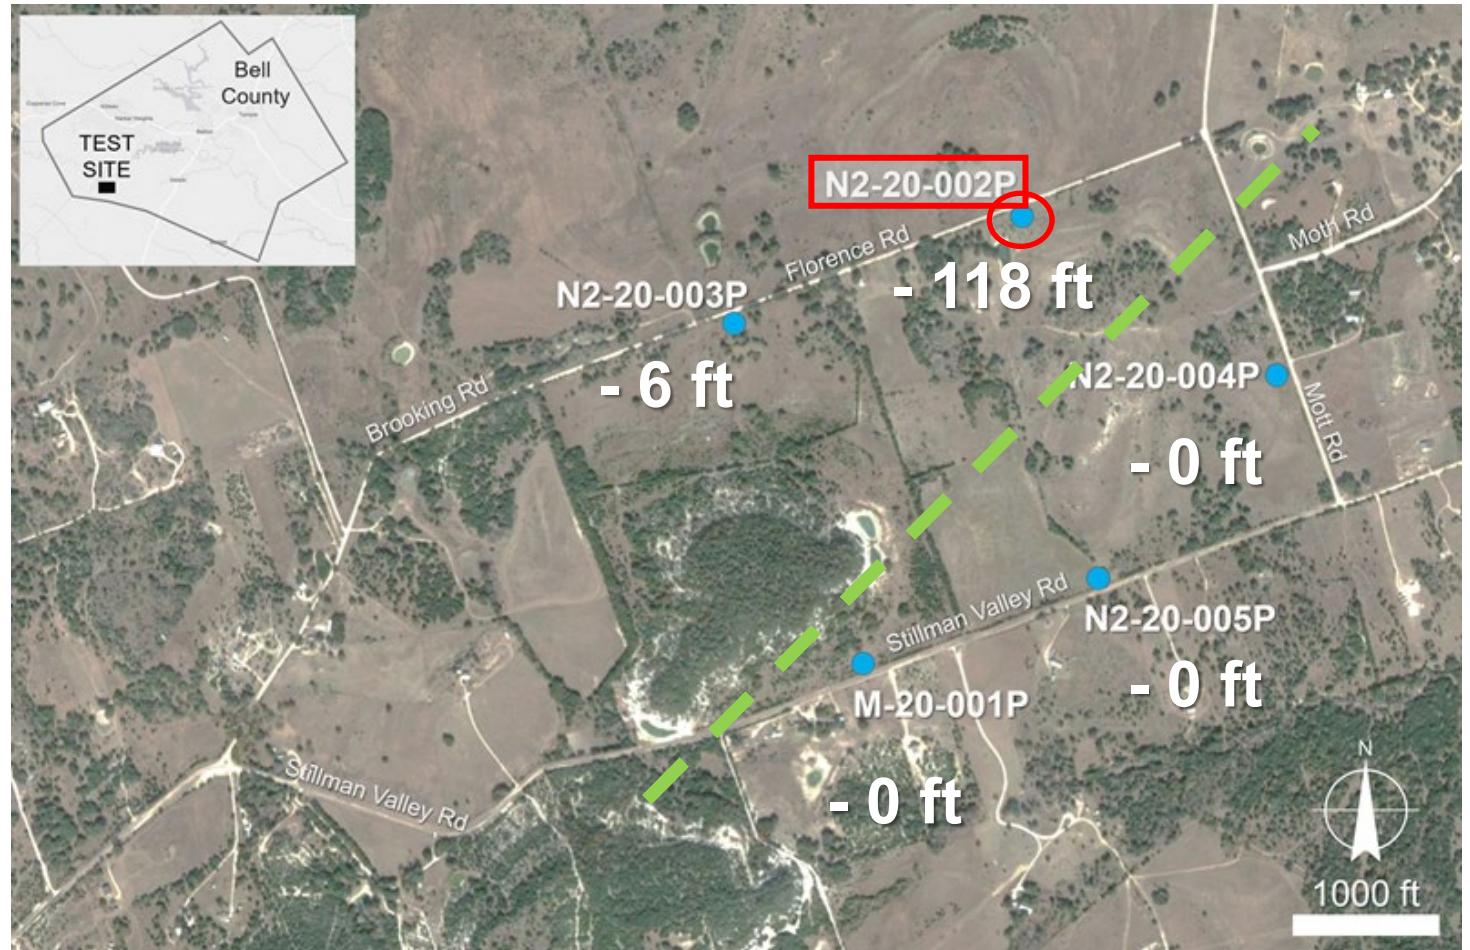 Bell
County
TEST
SITE
N2-20-002P
Florence Rd
Moth Rd
- 118 ft
N2-20-003P
- 6 ft
N2-20-004P
Brooking Rd
Mott Rd
- 0 ft
Stillman Valley Rd
N2-20-005P
- 0 ft
M-20-001P
Stillman Valley Rd
- 0 ft
N
1000 ft